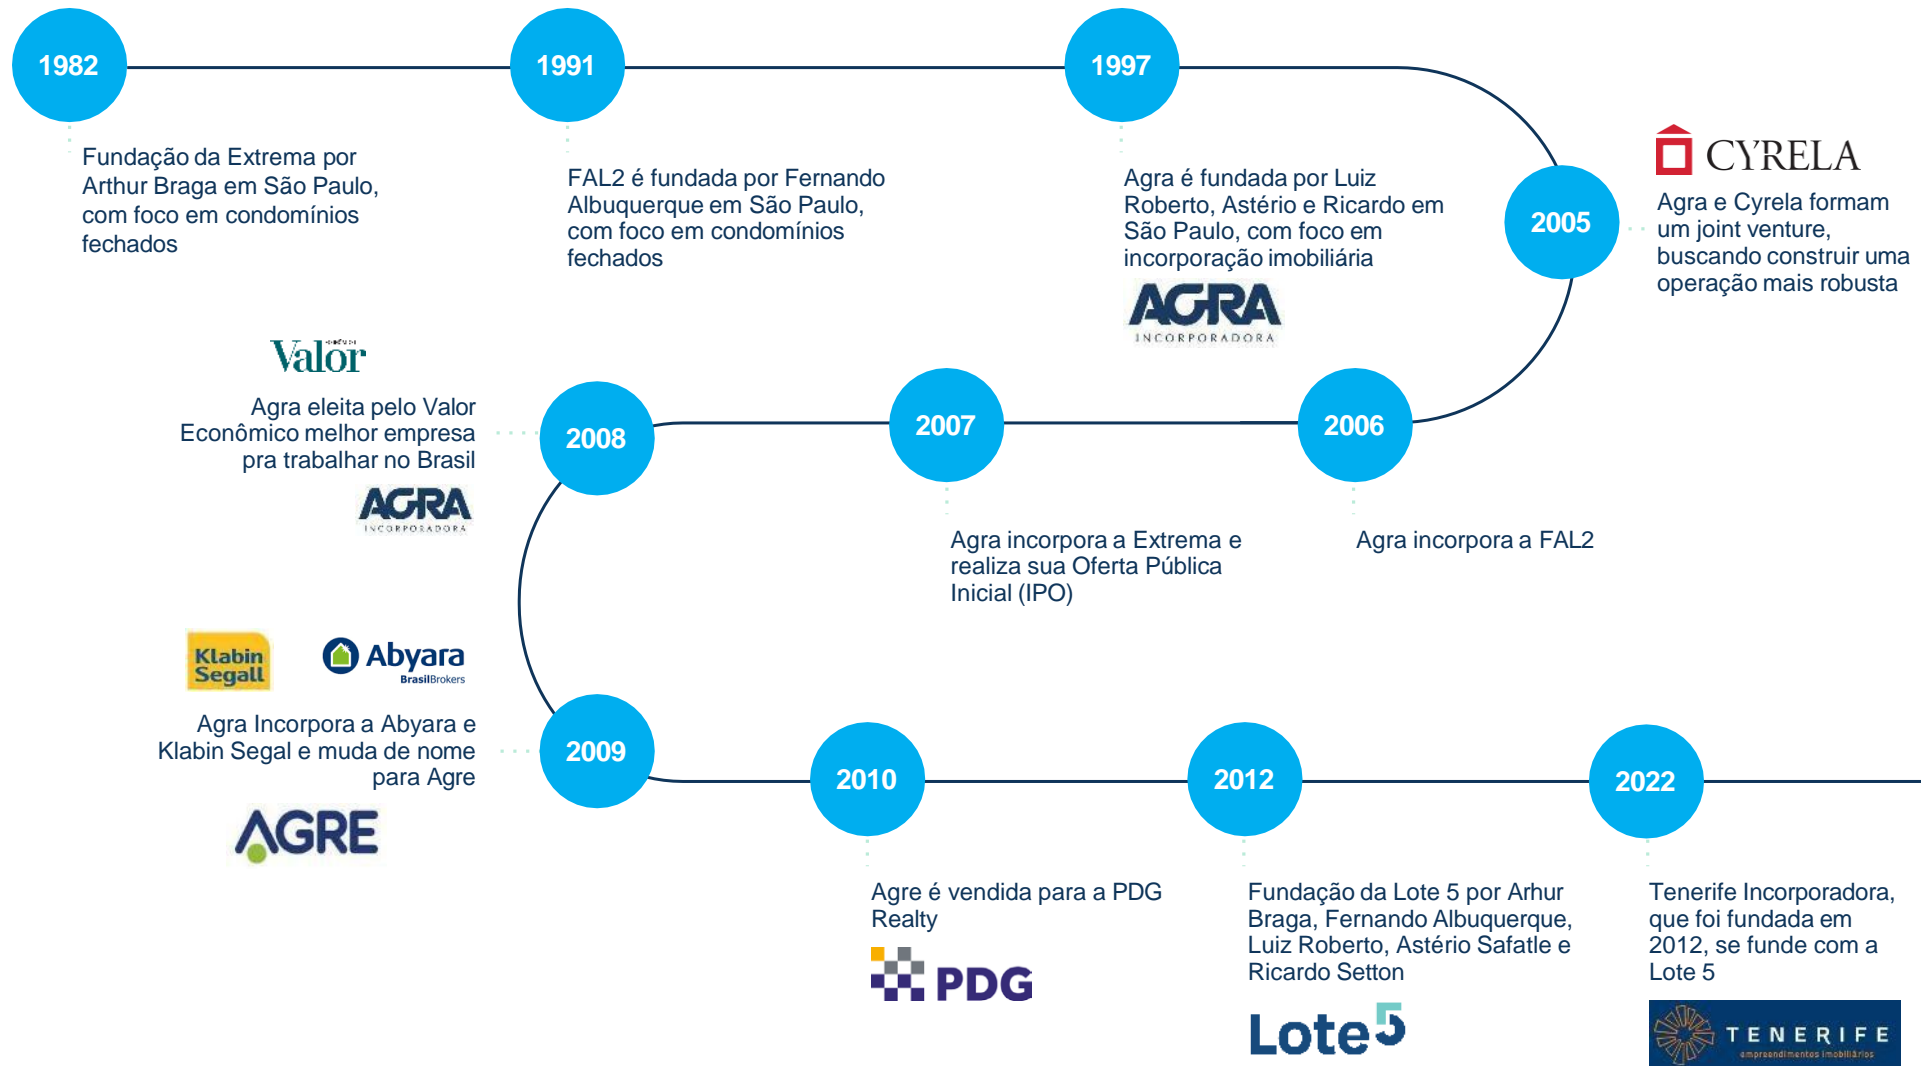 1982
Fundação da Extrema por
Arthur Braga em São Paulo,
com foco em condomínios
fechados
1991
FAL2 é fundada por Fernando
Albuquerque em São Paulo,
com foco em condomínios
fechados
1997
Agra é fundada por Luiz
Roberto, Astério e Ricardo em
São Paulo, com foco em
incorporação imobiliária
AGRA
INCORPORADORA
2005
CYRELA
Agra e Cyrela formam
um joint venture,
buscando construir uma
operação mais robusta
2006
Agra incorpora a FAL2
2007
Agra incorpora a Extrema e
realiza sua Oferta Pública
Inicial (IPO)
2008
Valor
Agra eleita pelo Valor
Econômico melhor empresa
pra trabalhar no Brasil
AGRA
INCORPORADORA
2009
Klabin
Segall
Abyara
BrasilBrokers
Agra Incorpora a Abyara e
Klabin Segal e muda de nome
para Agre
AGRE
2010
Agre é vendida para a PDG
Realty
PDG
2012
Fundação da Lote 5 por Arhur
Braga, Fernando Albuquerque,
Luiz Roberto, Astério Safatle e
Ricardo Setton
Lote5
2022
Tenerife Incorporadora,
que foi fundada em
2012, se funde com a
Lote 5
TENERIFE
empreendimentos imobiliários